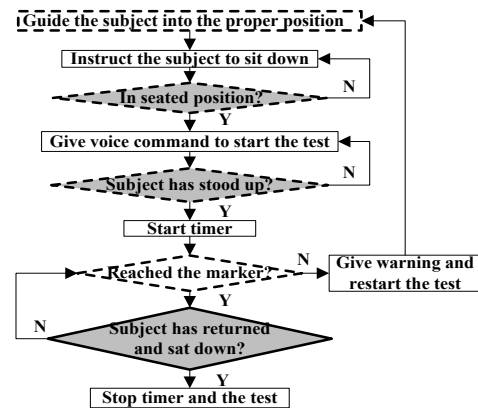 Guide the subject into the proper position
Instruct the subject to sit down
In seated position?
N
Y
Give voice command to start the test
Subject has stood up?
N
Y
Start timer
Reached the marker?
N
Give warning and
restart the test
Y
Subject has returned
and sat down?
N
Y
Stop timer and the test